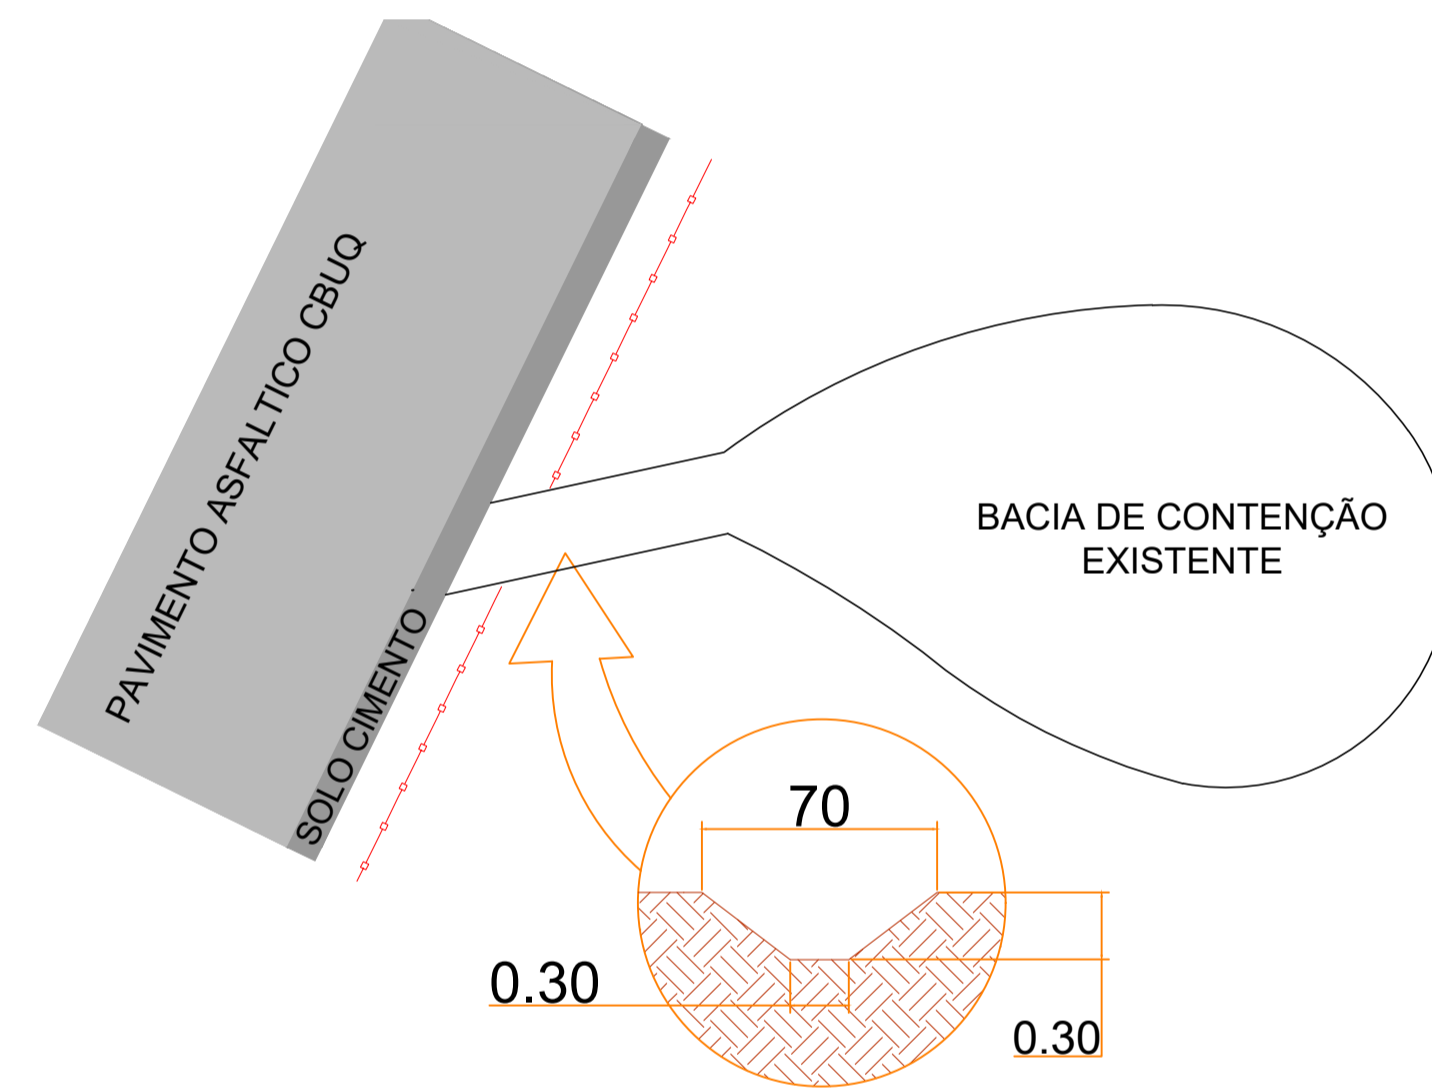 PAVIMENTO ASFALTICO CBUQ
SOLO CIMENTO
BACIA DE CONTENÇÃO
EXISTENTE
70
0.30
0.30